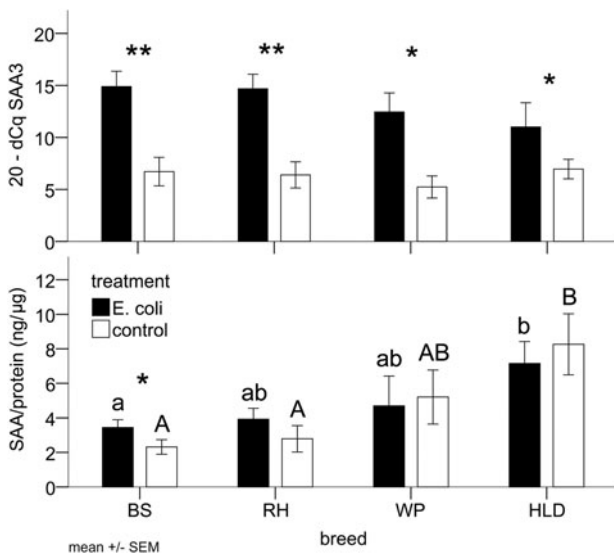 20 - dCq SAA3
20
15
10
5
0
** ** * *
SAA/protein (ng/µg)
12
10
8
6
4
2
0
treatment
E. coli
control
*
a A ab A ab AB b B
BS RH WP HLD
breed
mean +/- SEM